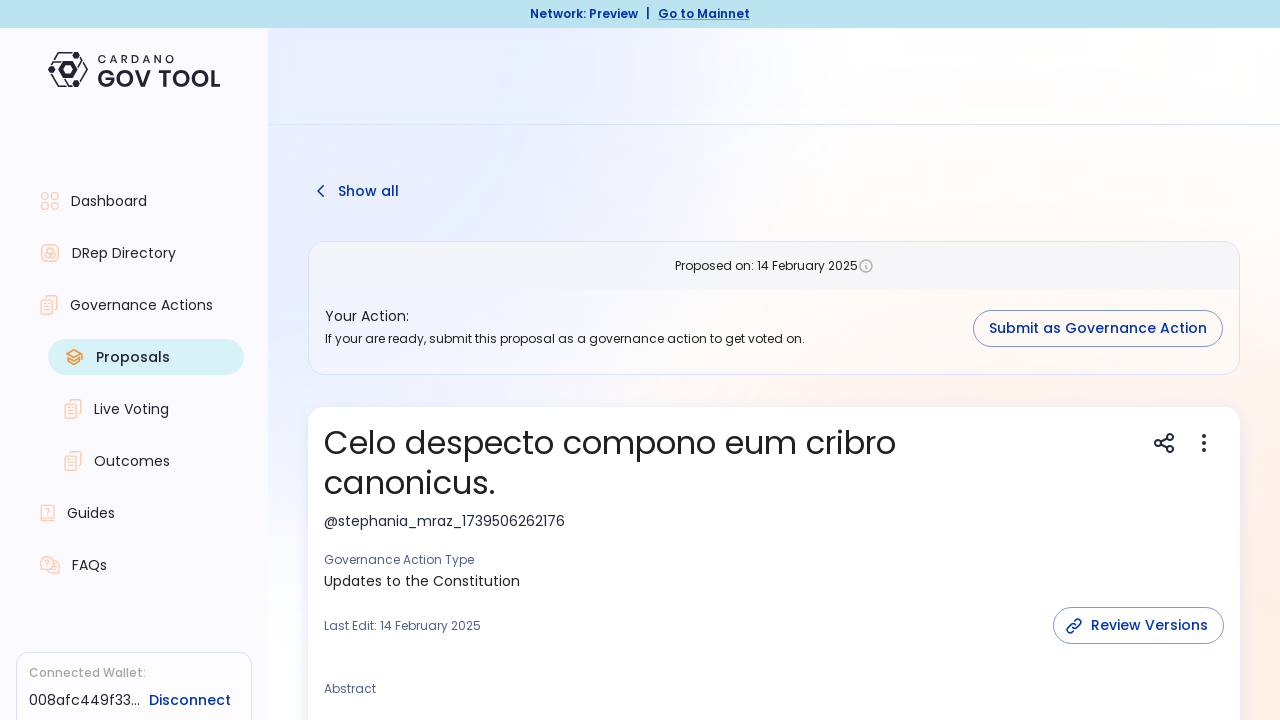 Network: Preview | Go to Mainnet
CARDANO
GOV TOOL
Dashboard
DRep Directory
Governance Actions
Proposals
Live Voting
Outcomes
Guides
FAQs
Connected Wallet:
008afc449f33... Disconnect
Show all
Proposed on: 14 February 2025
Your Action:
If your are ready, submit this proposal as a governance action to get voted on.
Submit as Governance Action
Celo despecto compono eum cribro
canonicus.
@stephania_mraz_1739506262176
Governance Action Type
Updates to the Constitution
Last Edit: 14 February 2025
Review Versions
Abstract